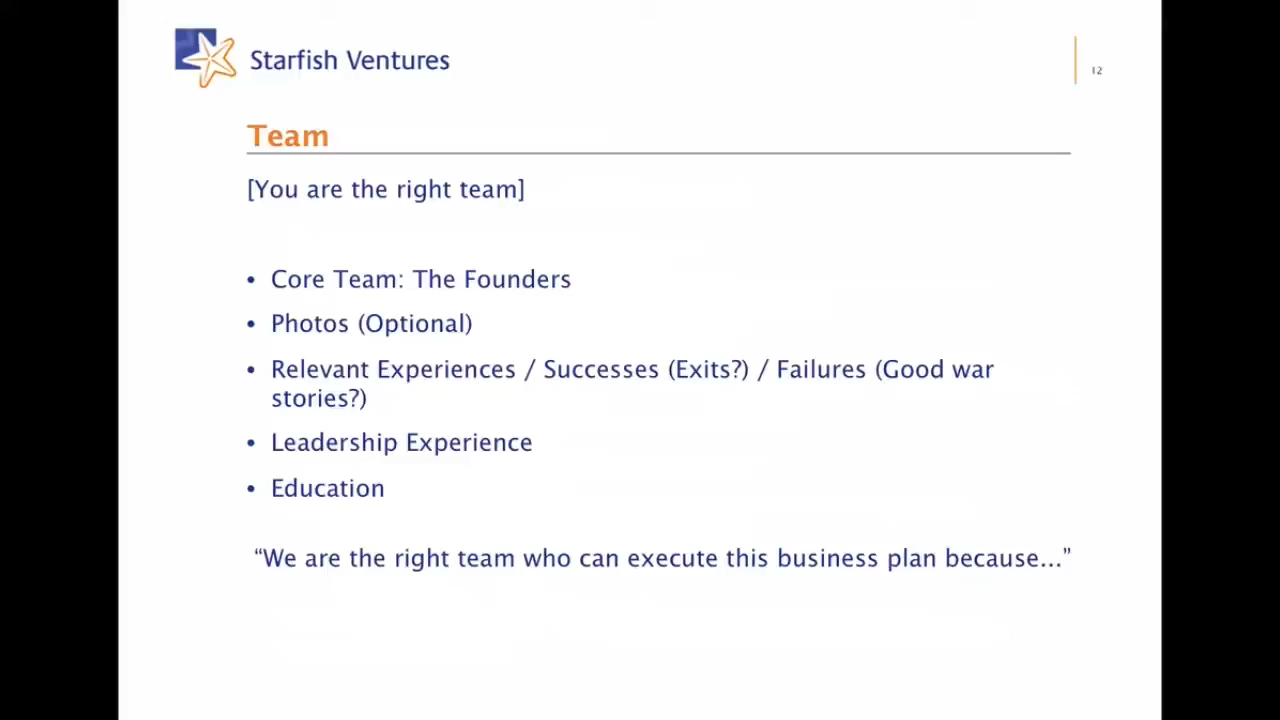 Starfish Ventures
12
Team
[You are the right team]
• Core Team: The Founders
• Photos (Optional)
• Relevant Experiences / Successes (Exits?) / Failures (Good war
stories?)
• Leadership Experience
• Education
“We are the right team who can execute this business plan because…”